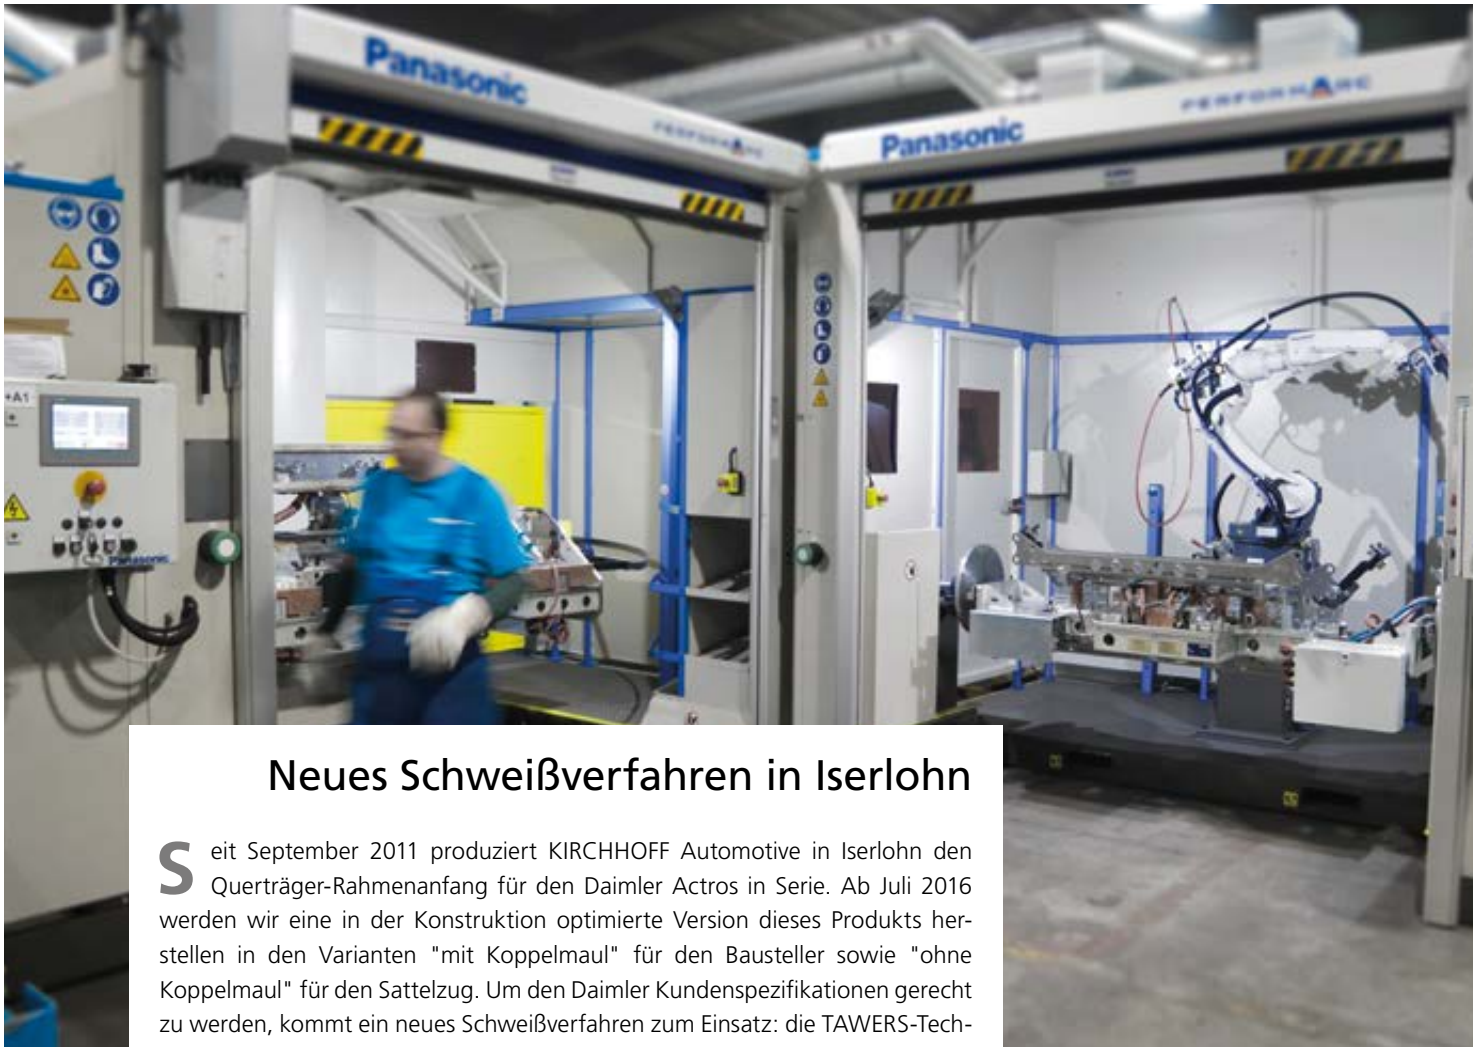 Panasonic
PERFORMARC
Panasonic
PERFORMARC
+A1
Panasonic
Neues Schweißverfahren in Iserlohn
Seit September 2011 produziert KIRCHHOFF Automotive in Iserlohn den
Querträger-Rahmenanfang für den Daimler Actros in Serie. Ab Juli 2016
werden wir eine in der Konstruktion optimierte Version dieses Produkts her-
stellen in den Varianten "mit Koppelmaul" für den Bausteller sowie "ohne
Koppelmaul" für den Sattelzug. Um den Daimler Kundenspezifikationen gerecht
zu werden, kommt ein neues Schweißverfahren zum Einsatz: die TAWERS-Tech-